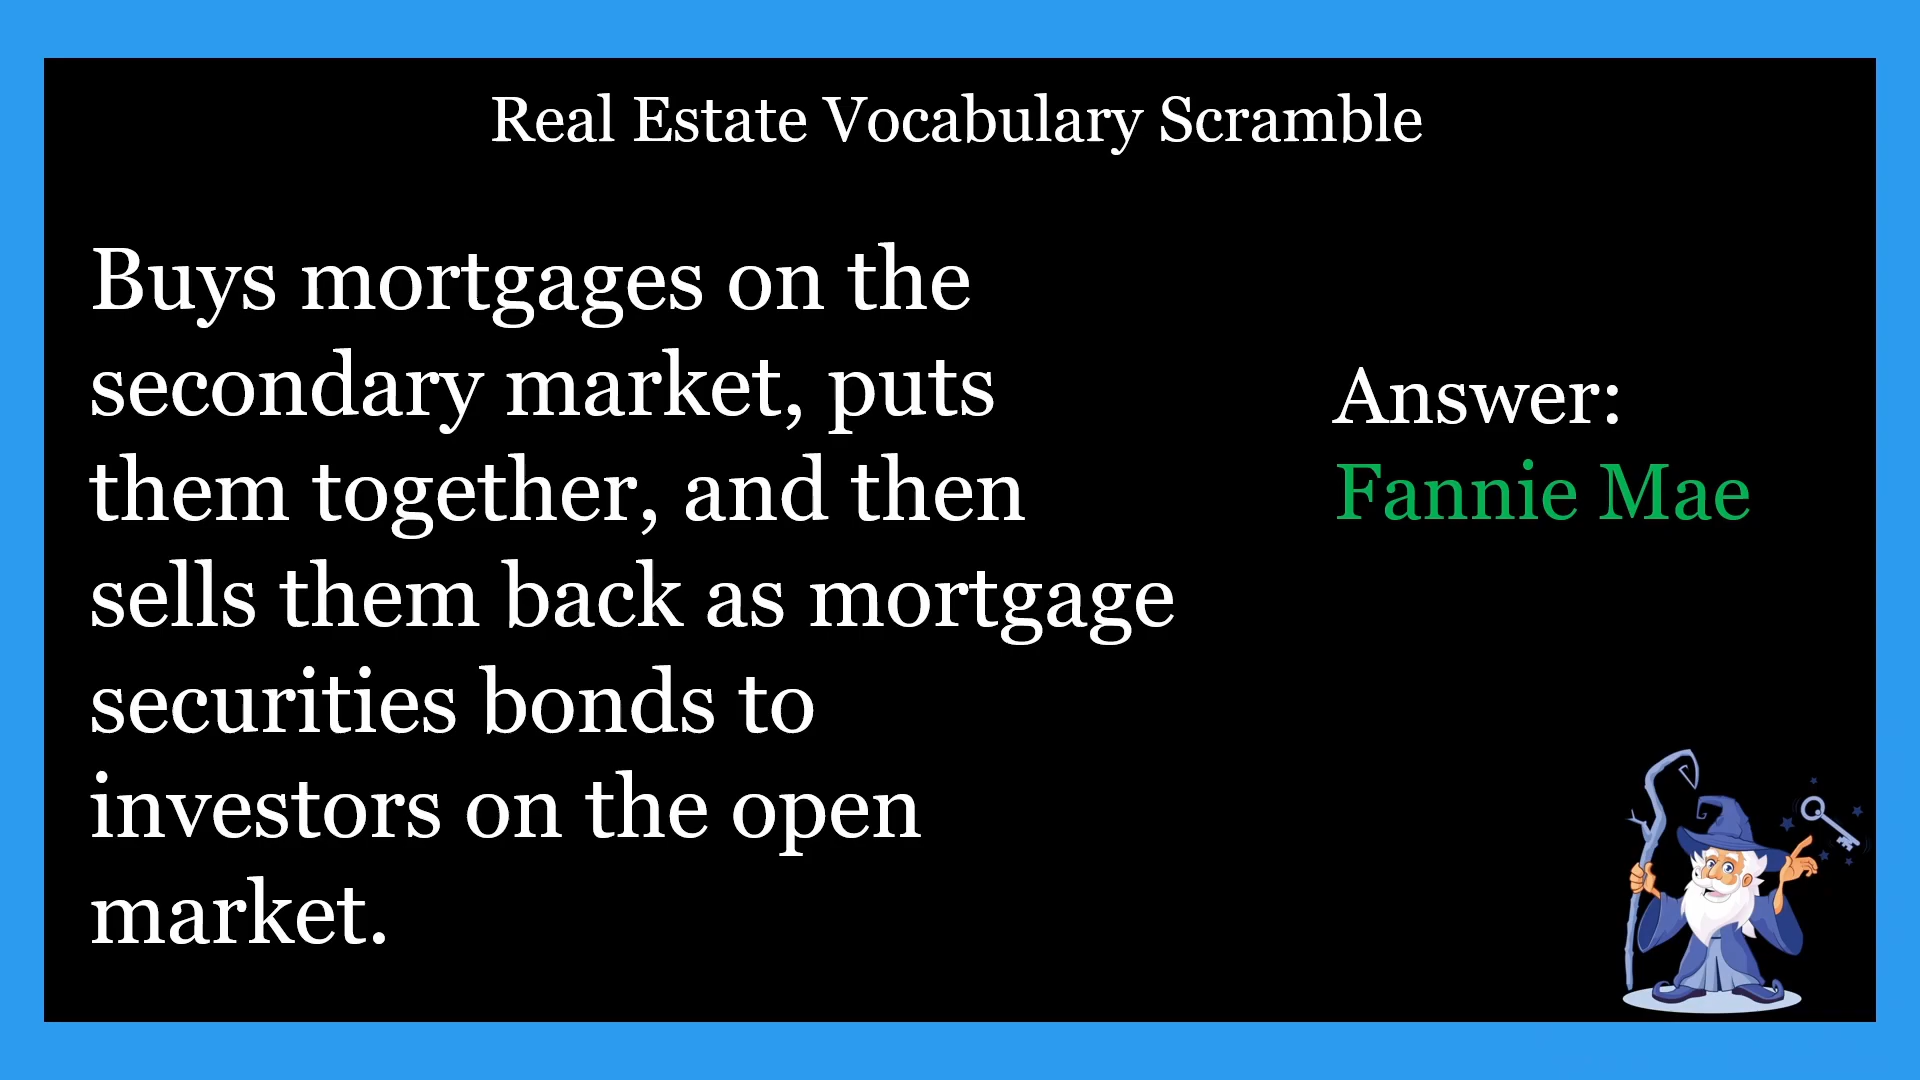 Real Estate Vocabulary Scramble
Buys mortgages on the
secondary market, puts
them together, and then
sells them back as mortgage
securities bonds to
investors on the open
market.
Answer:
Fannie Mae